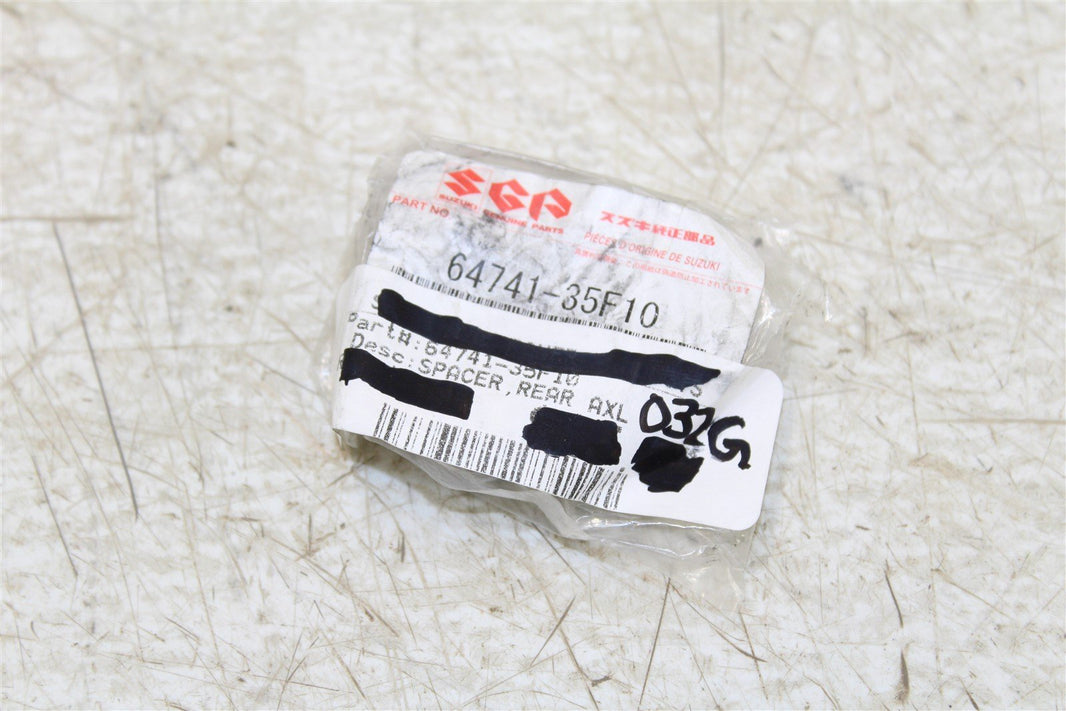 SGP
SUZUKI GENUINE PARTS
スズキ純正部品
PART NO
PIÈCES D'ORIGINE DE SUZUKI
64741-35F10
Part#:64741-35F10
Desc:SPACER,REAR AXL
032G